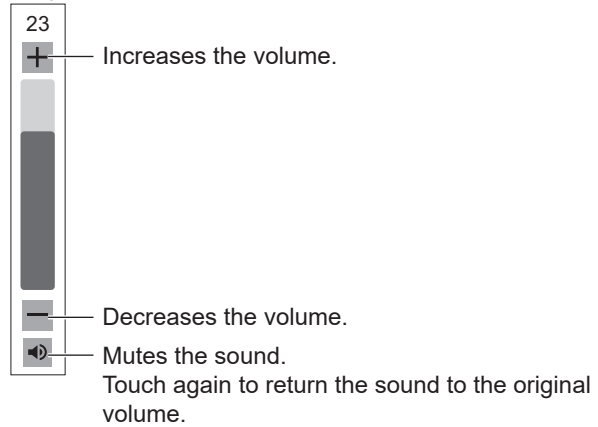 23
Increases the volume.
Decreases the volume.
Mutes the sound.
Touch again to return the sound to the original
volume.